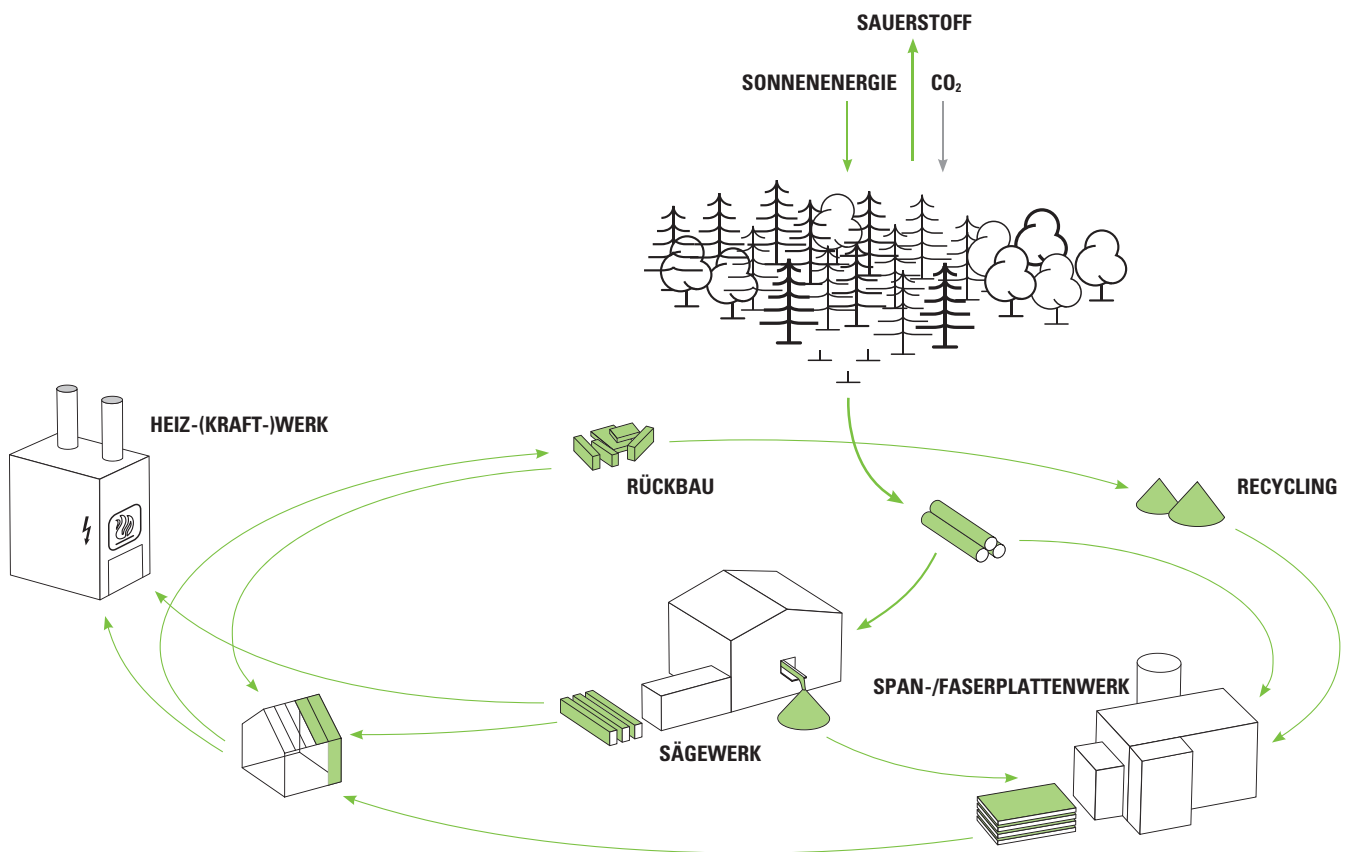 SAUERSTOFF
SONNENENERGIE
CO₂
HEIZ-(KRAFT-)WERK
RÜCKBAU
RECYCLING
SPAN-/FASERPLATTENWERK
SÄGEWERK